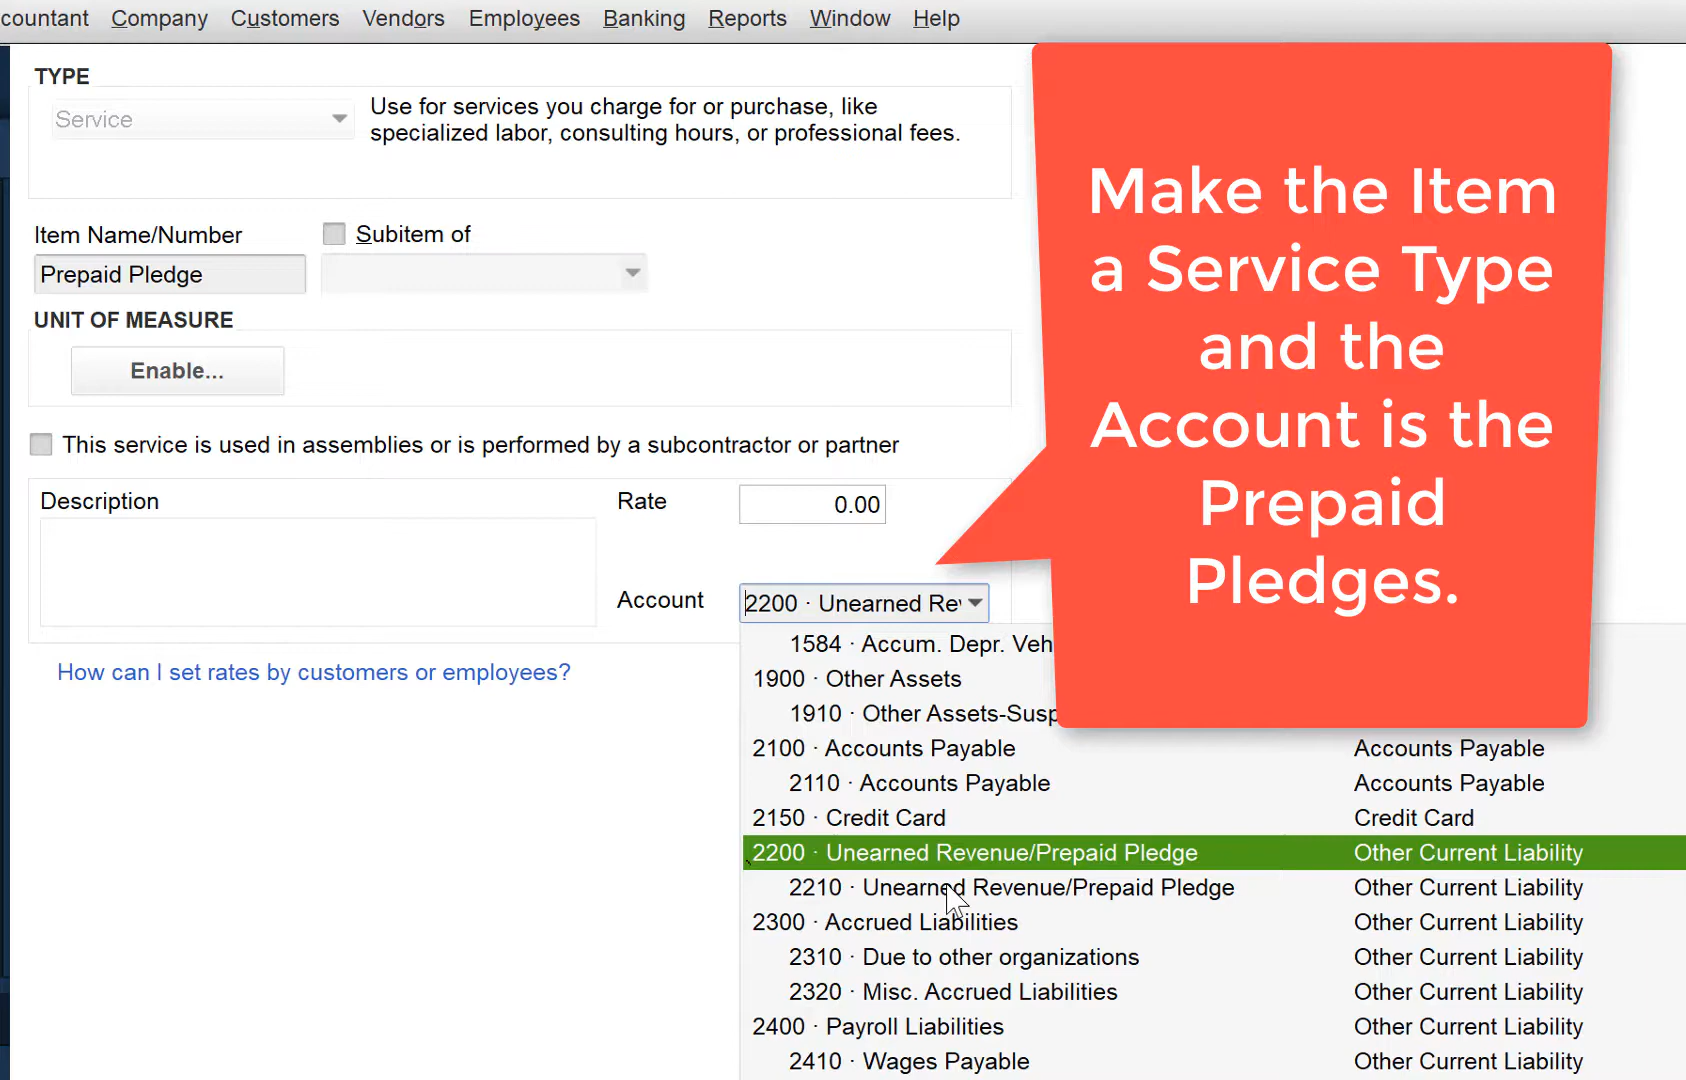 countant Company Customers Vendors Employees Banking Reports Window Help
TYPE
Service
Use for services you charge for or purchase, like
specialized labor, consulting hours, or professional fees.
Item Name/Number
Subitem of
Prepaid Pledge
UNIT OF MEASURE
Enable...
This service is used in assemblies or is performed by a subcontractor or partner
Description
Rate
0.00
Account
2200 · Unearned Rev
How can I set rates by customers or employees?
1584 · Accum. Depr. Veh
1900 · Other Assets
1910 · Other Assets-Susp
2100 · Accounts Payable Accounts Payable
2110 · Accounts Payable Accounts Payable
2150 · Credit Card Credit Card
2200 · Unearned Revenue/Prepaid Pledge Other Current Liability
2210 · Unearned Revenue/Prepaid Pledge Other Current Liability
2300 · Accrued Liabilities Other Current Liability
2310 · Due to other organizations Other Current Liability
2320 · Misc. Accrued Liabilities Other Current Liability
2400 · Payroll Liabilities Other Current Liability
2410 · Wages Payable Other Current Liability
Make the Item
a Service Type
and the
Account is the
Prepaid
Pledges.